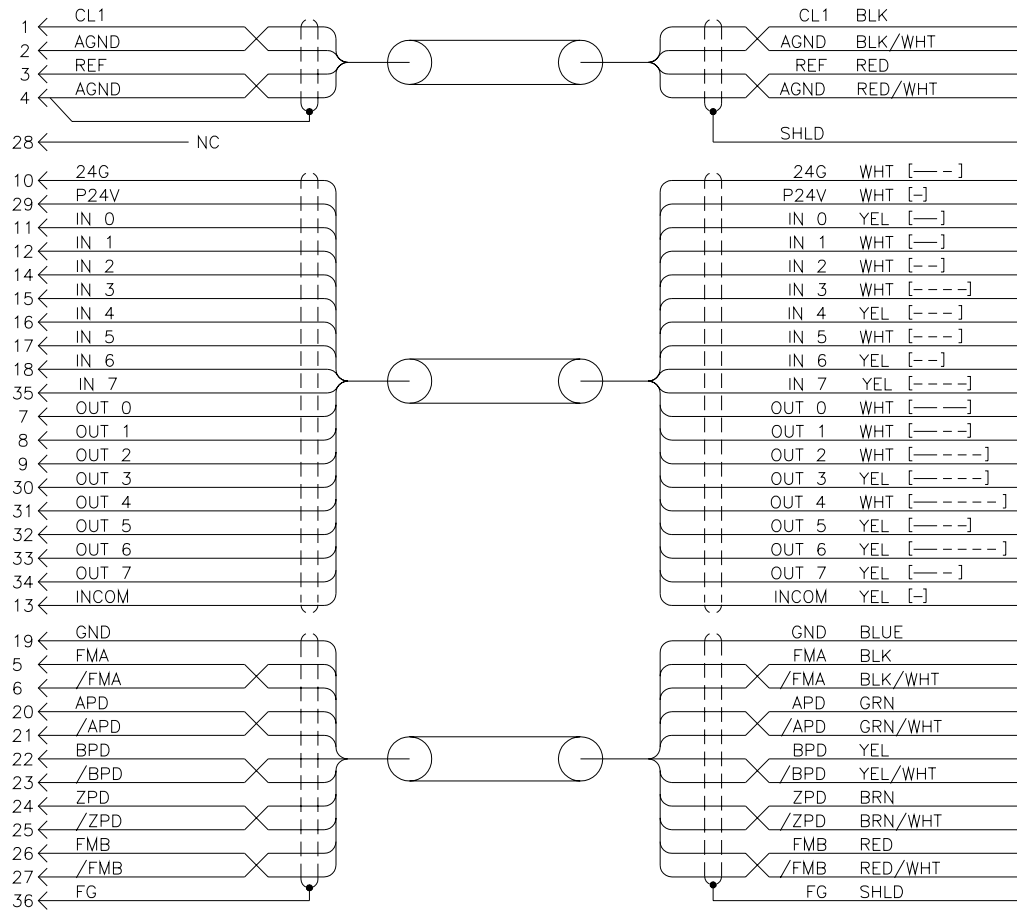 1 CL1 CL1 BLK
2 AGND AGND BLK/WHT
3 REF REF RED
4 AGND AGND RED/WHT
28 NC SHLD
10 24G 24G WHT [—— – ]
29 P24V P24V WHT [–]
11 IN 0 IN 0 YEL [——]
12 IN 1 IN 1 WHT [——]
14 IN 2 IN 2 WHT [– –]
15 IN 3 IN 3 WHT [– – – –]
16 IN 4 IN 4 YEL [– – –]
17 IN 5 IN 5 WHT [– – –]
18 IN 6 IN 6 YEL [– –]
35 IN 7 IN 7 YEL [– – – –]
7 OUT 0 OUT 0 WHT [—— ——]
8 OUT 1 OUT 1 WHT [—— – –]
9 OUT 2 OUT 2 WHT [—— – – –]
30 OUT 3 OUT 3 YEL [—— – – –]
31 OUT 4 OUT 4 WHT [—— – – – – ]
32 OUT 5 OUT 5 YEL [—— – –]
33 OUT 6 OUT 6 YEL [—— – – – – ]
34 OUT 7 OUT 7 YEL [—— – ]
13 INCOM INCOM YEL [–]
19 GND GND BLUE
5 FMA FMA BLK
6 /FMA /FMA BLK/WHT
20 APD APD GRN
21 /APD /APD GRN/WHT
22 BPD BPD YEL
23 /BPD /BPD YEL/WHT
24 ZPD ZPD BRN
25 /ZPD /ZPD BRN/WHT
26 FMB FMB RED
27 /FMB /FMB RED/WHT
36 FG FG SHLD